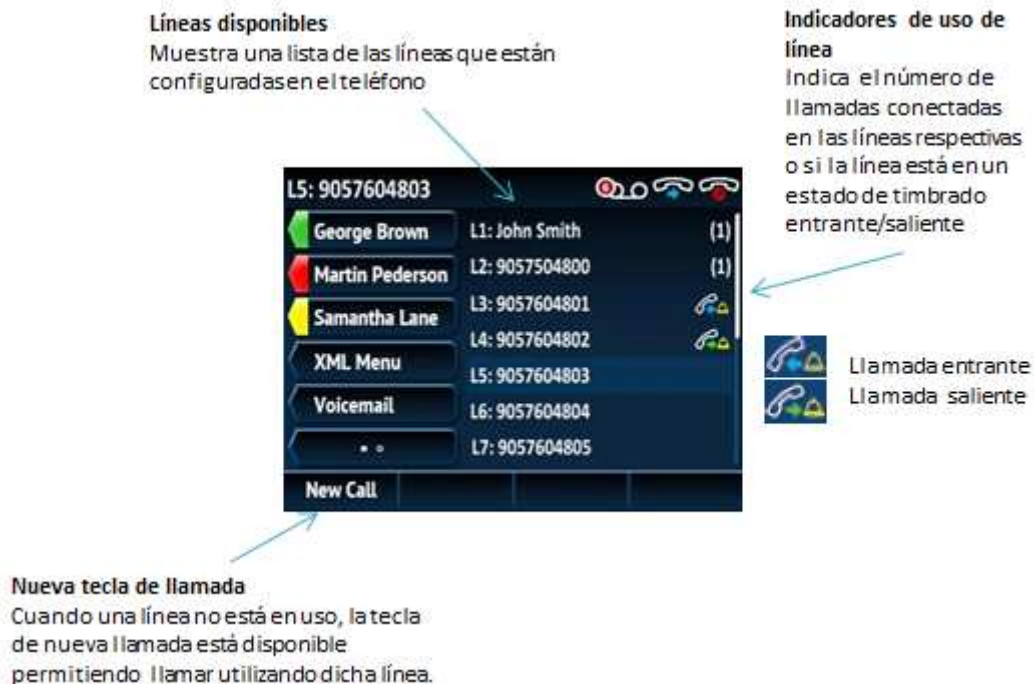 Líneas disponibles
Muestra una lista de las líneas que están
configuradas en el teléfono
Indicadores de uso de
línea
Indica el número de
llamadas conectadas
en las líneas respectivas
o si la línea está en un
estado de timbrado
entrante/saliente
L5: 9057604803
George Brown
Martin Pederson
Samantha Lane
XML Menu
Voicemail
L1: John Smith (1)
L2: 9057504800 (1)
L3: 9057604801
L4: 9057604802
L5: 9057604803
L6: 9057604804
L7: 9057604805
New Call
Llamada entrante
Llamada saliente
Nueva tecla de llamada
Cuando una línea no está en uso, la tecla
de nueva llamada está disponible
permitiendo llamar utilizando dicha línea.